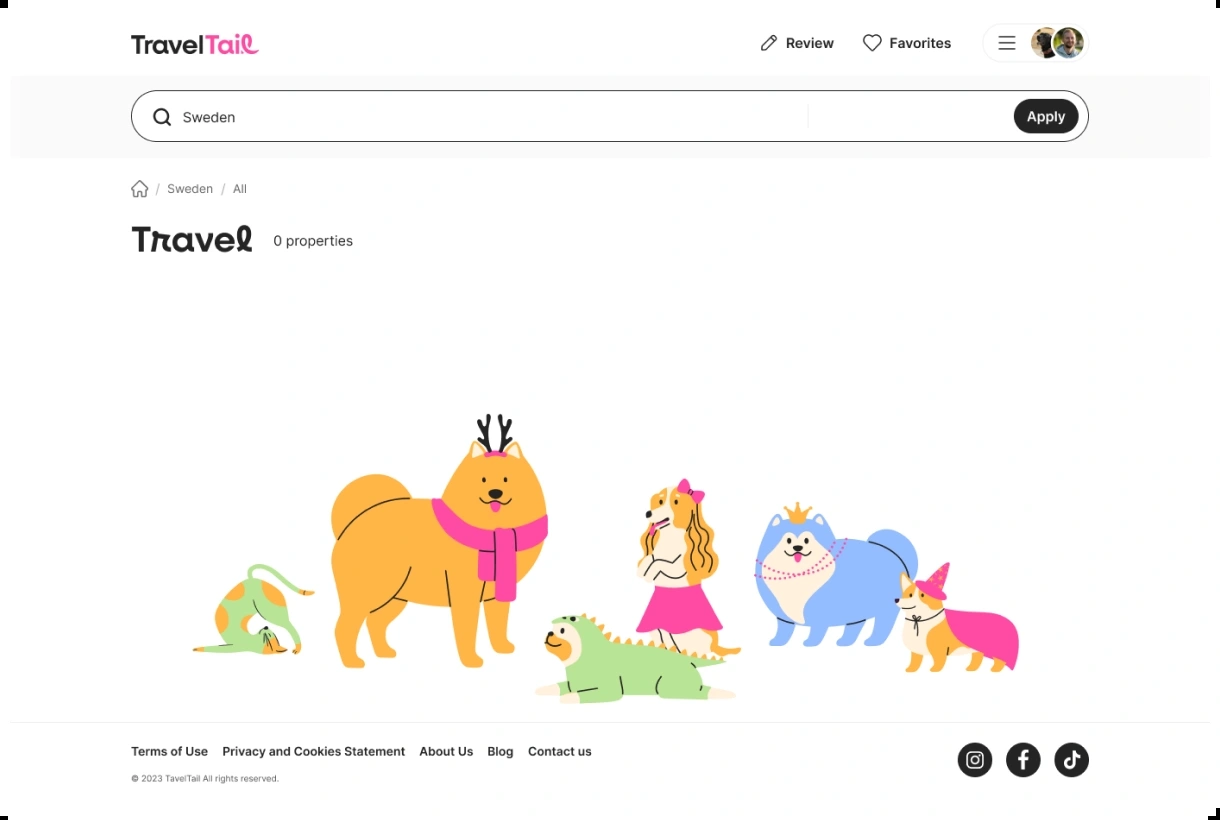 TravelTail
Review
Favorites
Sweden
Apply
/ Sweden / All
Travel
0 properties
Terms of Use
Privacy and Cookies Statement
About Us
Blog
Contact us
© 2023 TavelTail All rights reserved.